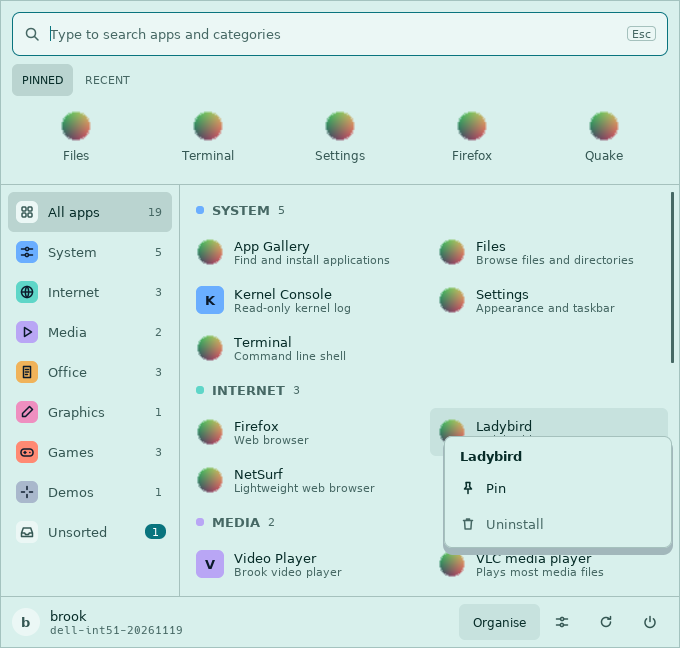 Type to search apps and categories
Esc
PINNED
RECENT
Files
Terminal
Settings
Firefox
Quake
All apps 19
System 5
Internet 3
Media 2
Office 3
Graphics 1
Games 3
Demos 1
Unsorted 1
SYSTEM 5
App Gallery
Find and install applications
Files
Browse files and directories
K
Kernel Console
Read-only kernel log
Settings
Appearance and taskbar
Terminal
Command line shell
INTERNET 3
Firefox
Web browser
Ladybird
NetSurf
Lightweight web browser
Ladybird
Pin
Uninstall
MEDIA 2
V
Video Player
Brook video player
VLC media player
Plays most media files
b
brook
dell-int51-20261119
Organise